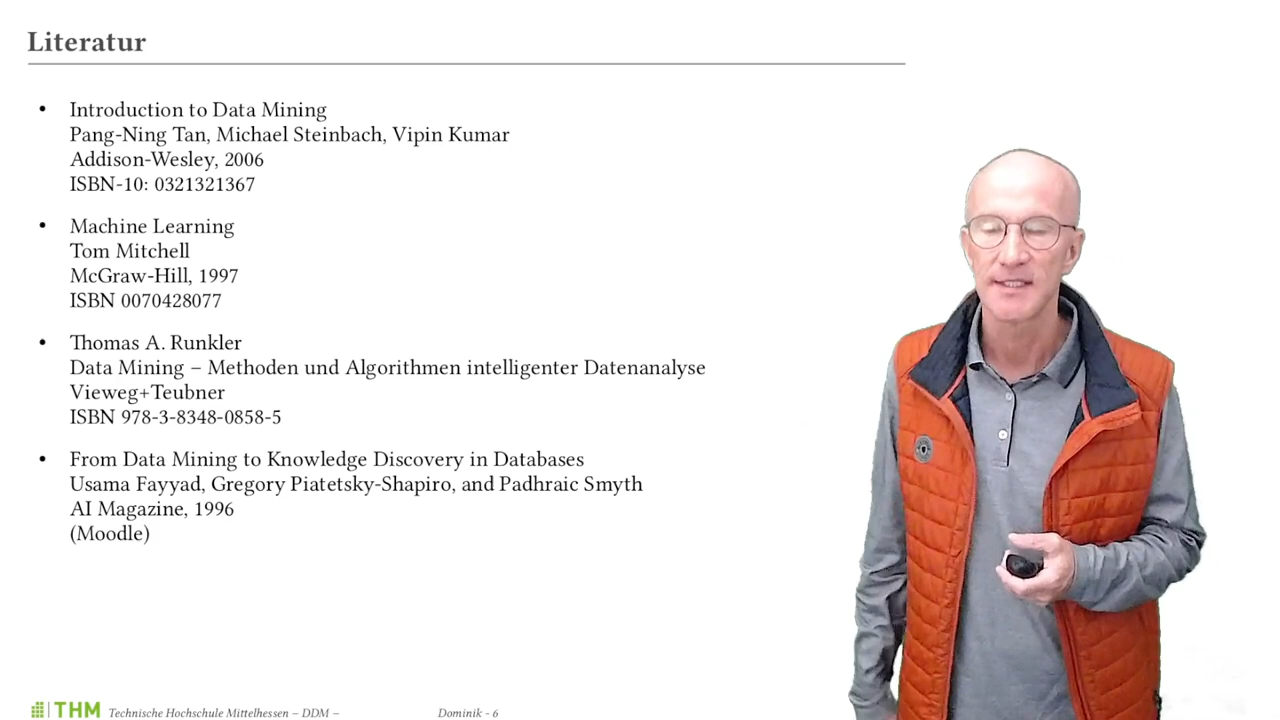 Literatur
• Introduction to Data Mining
Pang-Ning Tan, Michael Steinbach, Vipin Kumar
Addison-Wesley, 2006
ISBN-10: 0321321367
• Machine Learning
Tom Mitchell
McGraw-Hill, 1997
ISBN 0070428077
• Thomas A. Runkler
Data Mining – Methoden und Algorithmen intelligenter Datenanalyse
Vieweg+Teubner
ISBN 978-3-8348-0858-5
• From Data Mining to Knowledge Discovery in Databases
Usama Fayyad, Gregory Piatetsky-Shapiro, and Padhraic Smyth
AI Magazine, 1996
(Moodle)
THM Technische Hochschule Mittelhessen – DDM – Dominik - 6